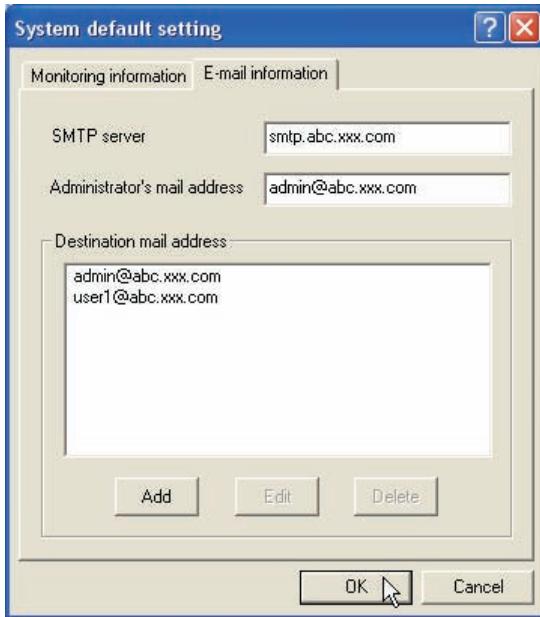 System default setting
Monitoring information E-mail information
SMTP server smtp.abc.xxx.com
Administrator's mail address admin@abc.xxx.com
Destination mail address
admin@abc.xxx.com
user1@abc.xxx.com
Add Edit Delete
OK Cancel